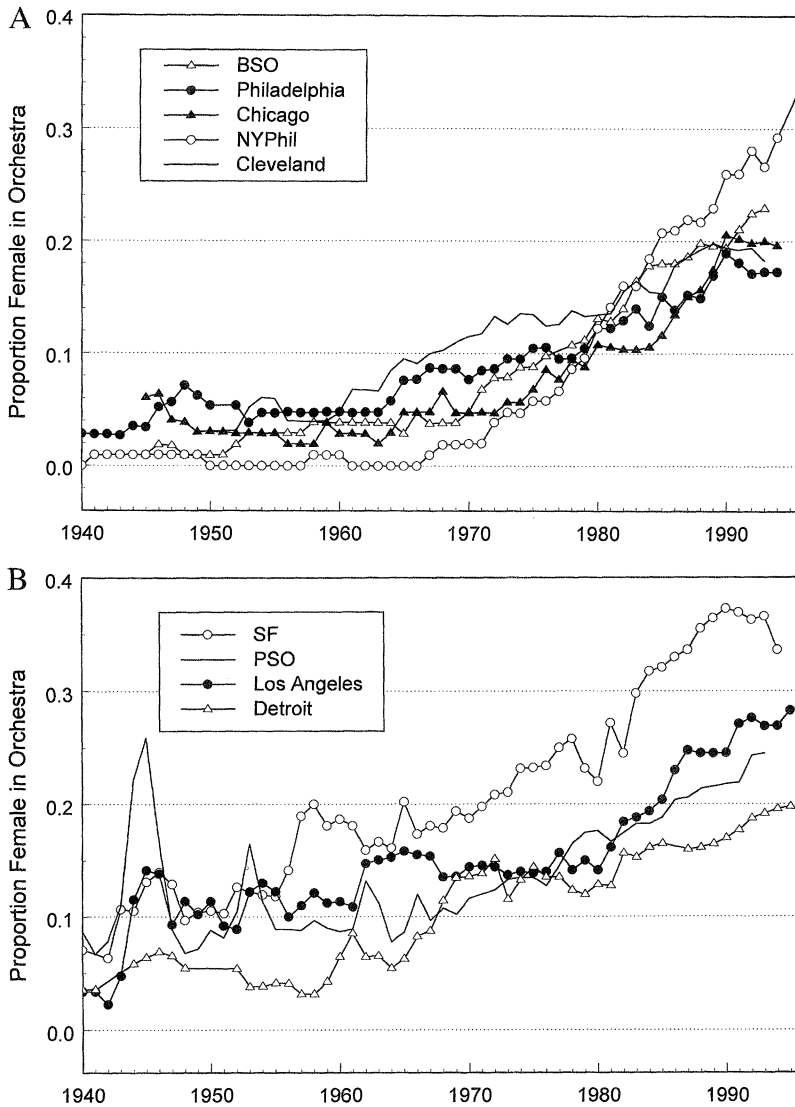 A
0.4
BSO
Philadelphia
Chicago
NYPhil
Cleveland
0.3
0.2
0.1
0.0
Proportion Female in Orchestra
1940 1950 1960 1970 1980 1990
B
0.4
SF
PSO
Los Angeles
Detroit
0.3
0.2
0.1
0.0
Proportion Female in Orchestra
1940 1950 1960 1970 1980 1990